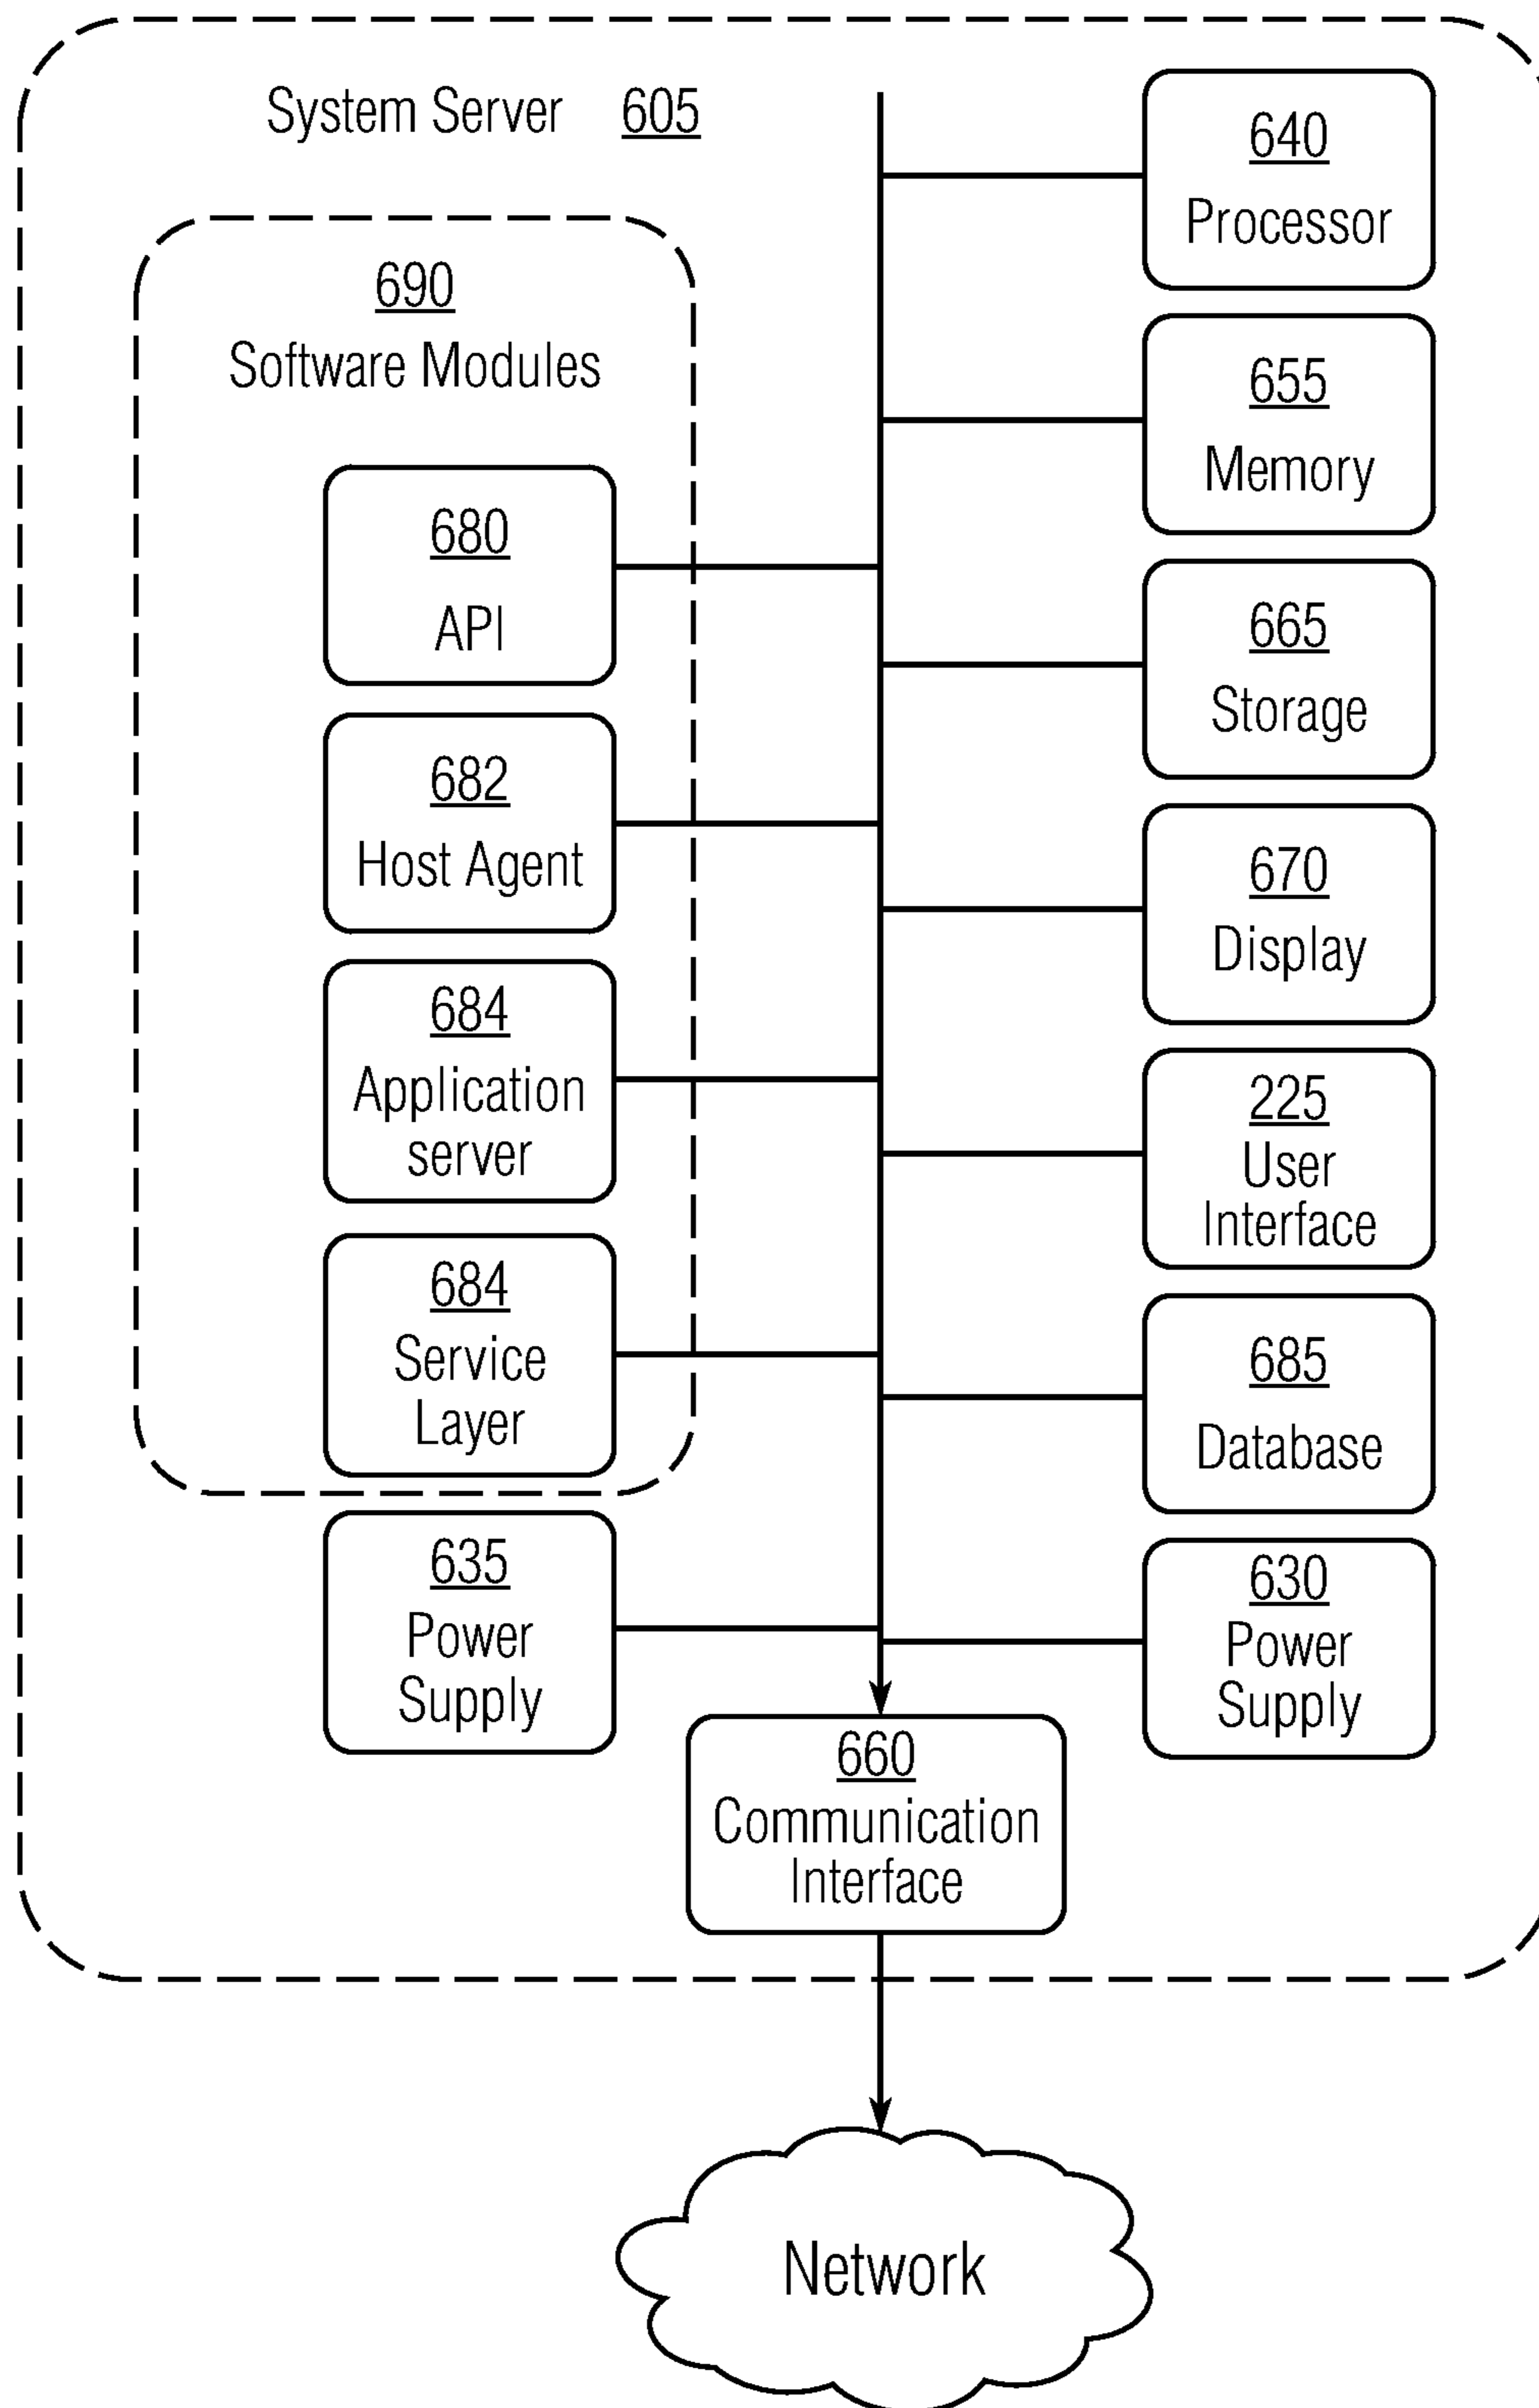 System Server 605
690
Software Modules
680
API
682
Host Agent
684
Application
server
684
Service
Layer
635
Power
Supply
640
Processor
655
Memory
665
Storage
670
Display
225
User
Interface
685
Database
630
Power
Supply
660
Communication
Interface
Network